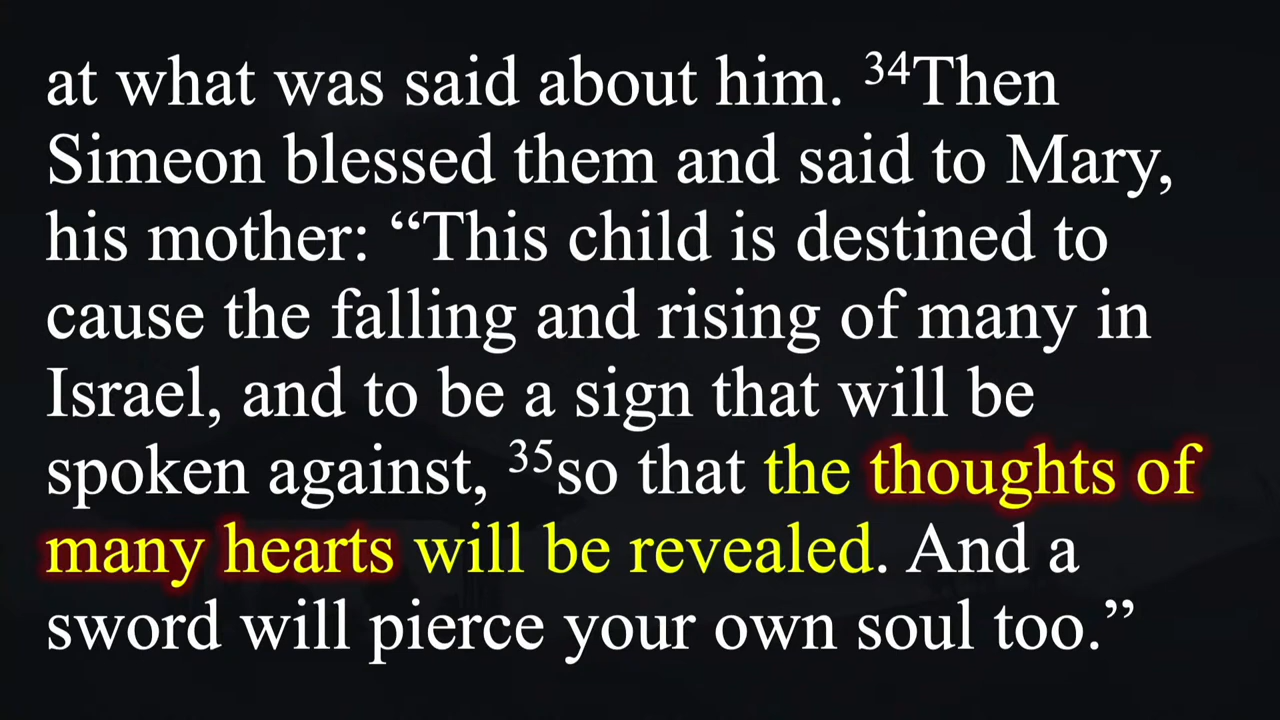 at what was said about him. ³⁴Then
Simeon blessed them and said to Mary,
his mother: “This child is destined to
cause the falling and rising of many in
Israel, and to be a sign that will be
spoken against, ³⁵so that the thoughts of
many hearts will be revealed. And a
sword will pierce your own soul too.”